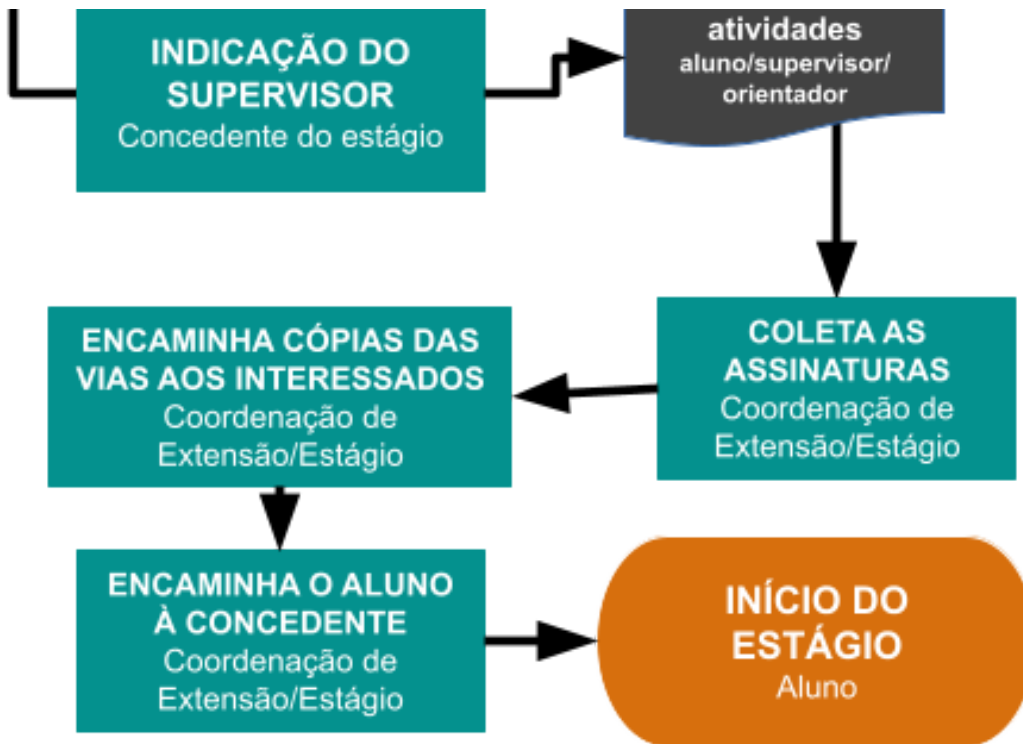 INDICAÇÃO DO
SUPERVISOR
Concedente do estágio
atividades
aluno/supervisor/
orientador
COLETA AS
ASSINATURAS
Coordenação de
Extensão/Estágio
ENCAMINHA CÓPIAS DAS
VIAS AOS INTERESSADOS
Coordenação de
Extensão/Estágio
ENCAMINHA O ALUNO
À CONCEDENTE
Coordenação de
Extensão/Estágio
INÍCIO DO
ESTÁGIO
Aluno